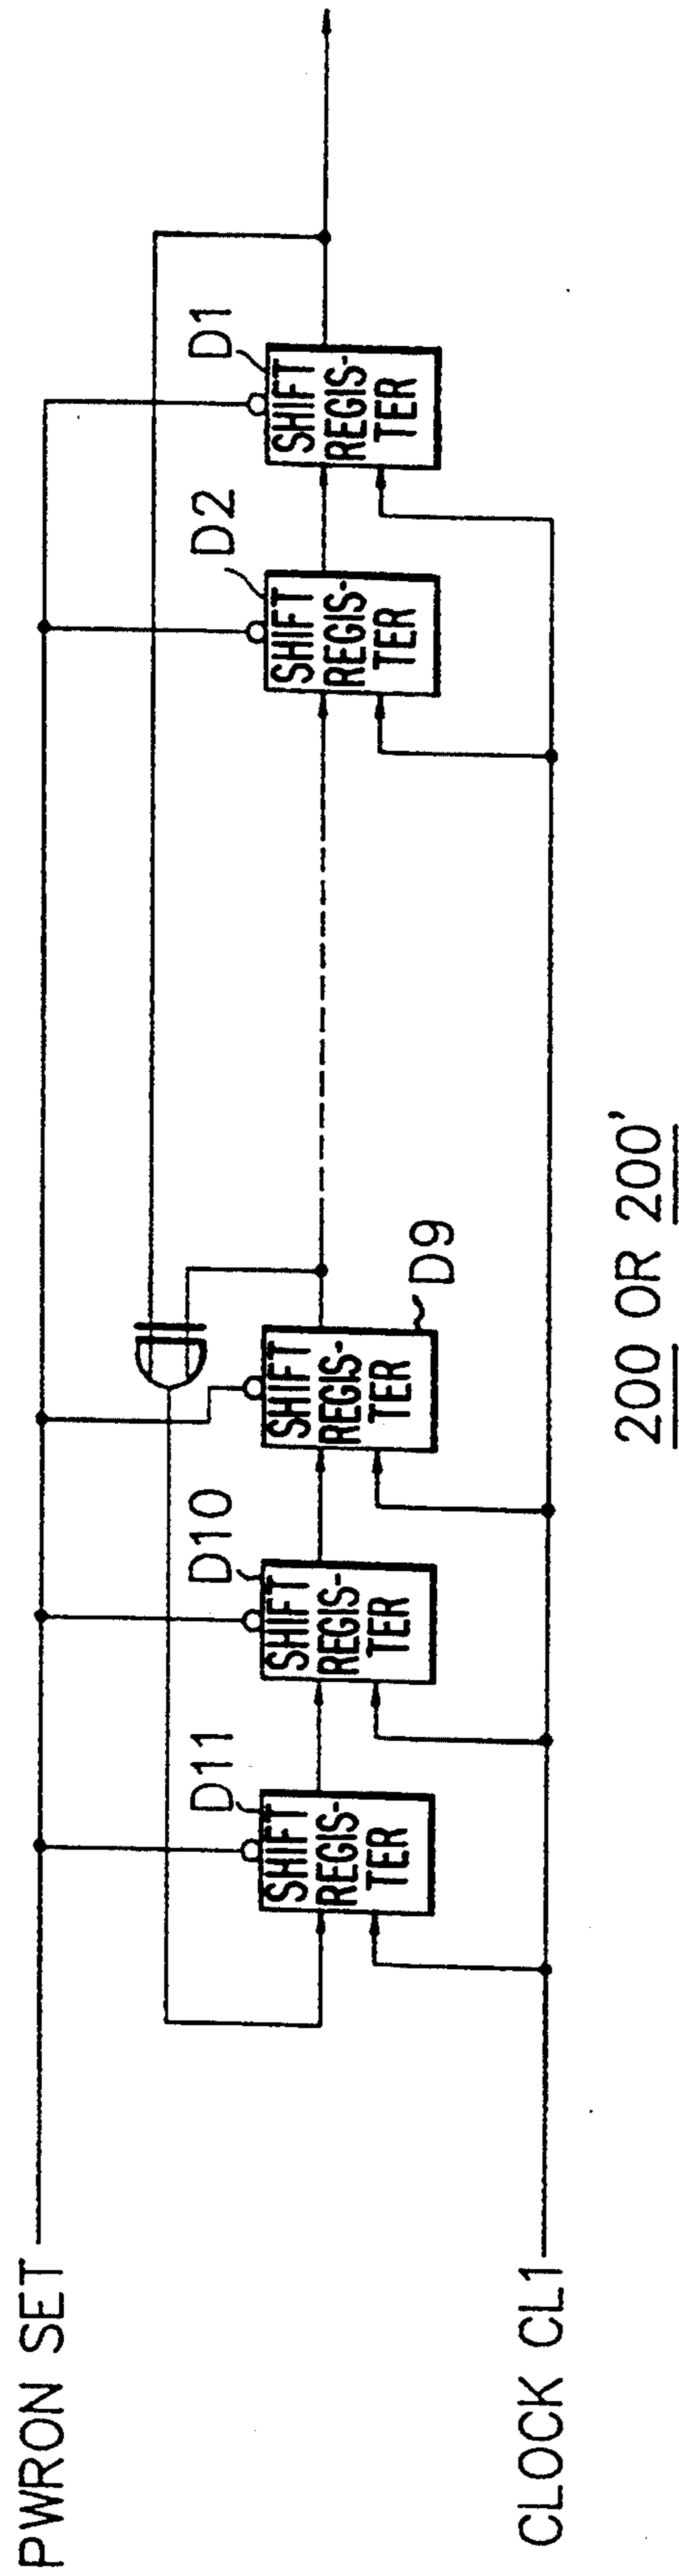 PWRON SET
D11
SHIFT
REGIS-
TER
D10
SHIFT
REGIS-
TER
D9
SHIFT
REGIS-
TER
D2
SHIFT
REGIS-
TER
D1
SHIFT
REGIS-
TER
CLOCK CL1
200 OR 200'